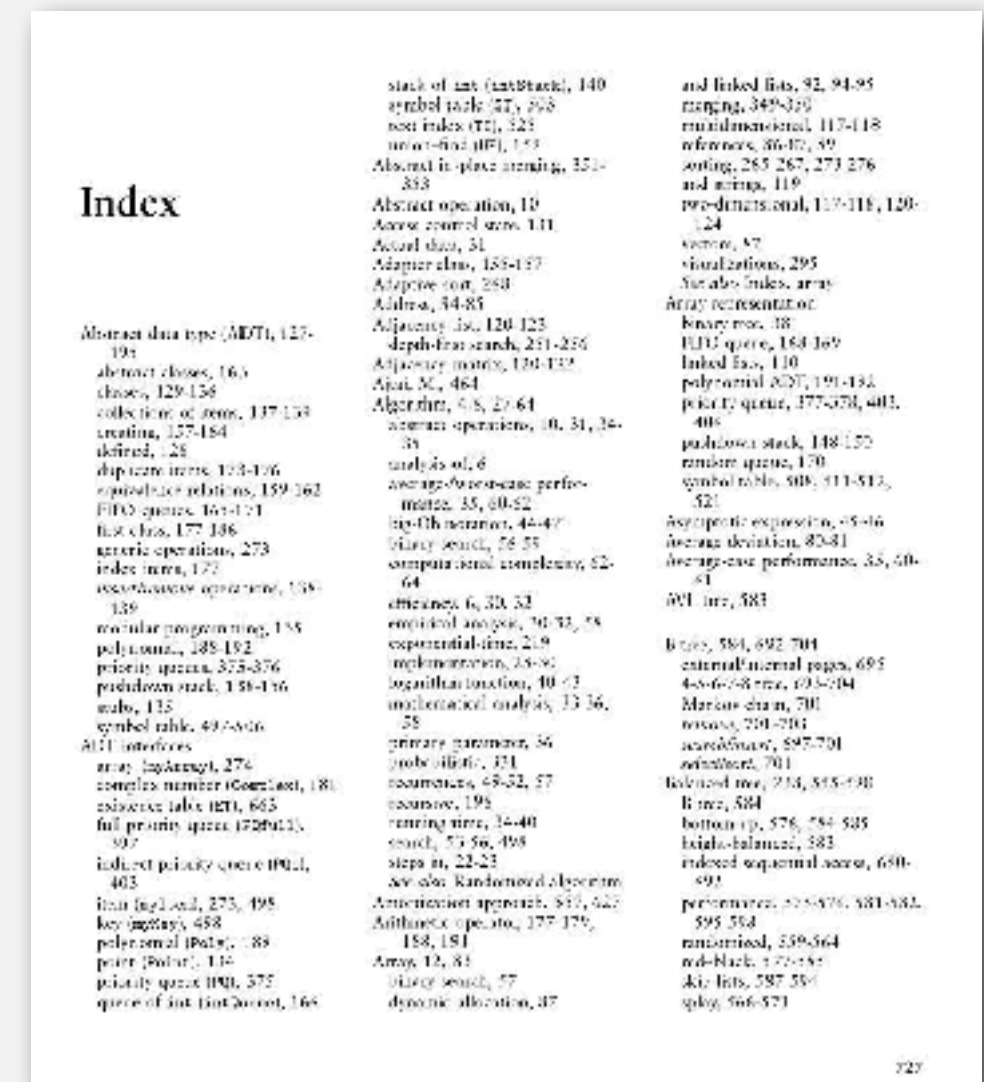 Index
Abstract data type (ADT), 127-
195
abstract classes, 163
classes, 129-136
collections of items, 137-139
creating, 157-164
defined, 128
duplicate items, 173-176
equivalence relations, 159-162
FIFO queues, 165-171
first class, 177-186
generic operations, 273
index items, 177
insert/remove operations, 138-
139
modular programming, 135
polynomial, 188-192
priority queues, 375-376
pushdown stack, 138-156
stubs, 135
symbol table, 497-506
ADT interfaces
array (myArray), 274
complex number (Complex), 181
existence table (ET), 663
full priority queue (PQfull),
397
indirect priority queue (PQi),
403
item (myItem), 273, 498
key (myKey), 498
polynomial (Poly), 189
point (Point), 134
priority queue (PQ), 375
queue of int (intQueue), 166
stack of int (intStack), 140
symbol table (ST), 503
text index (TI), 525
union-find (UF), 159
Abstract in-place merging, 351-
353
Abstract operation, 10
Access control state, 131
Actual data, 31
Adapter class, 155-157
Adaptive sort, 268
Address, 84-85
Adjacency list, 120-123
depth-first search, 251-256
Adjacency matrix, 120-122
Ajtai, M., 464
Algorithm, 4-6, 27-64
abstract operations, 10, 31, 34-
35
analysis of, 6
average-/worst-case perfor-
mance, 35, 60-62
big-Oh notation, 44-47
binary search, 56-59
computational complexity, 62-
64
efficiency, 6, 30, 32
empirical analysis, 30-32, 58
exponential-time, 219
implementation, 28-30
logarithm function, 40-43
mathematical analysis, 33-36,
58
primary parameter, 36
probabilistic, 331
recurrences, 49-52, 57
recursive, 198
running time, 34-40
search, 53-56, 498
steps in, 22-23
See also Randomized algorithm
Amortization approach, 557, 627
Arithmetic operator, 177-179,
188, 191
Array, 12, 83
binary search, 57
dynamic allocation, 87
and linked lists, 92, 94-95
merging, 349-350
multidimensional, 117-118
references, 86-87, 89
sorting, 265-267, 273-276
and strings, 119
two-dimensional, 117-118, 120-
124
vectors, 87
visualizations, 295
See also Index, array
Array representation
binary tree, 381
FIFO queue, 168-169
linked lists, 110
polynomial ADT, 191-192
priority queue, 377-378, 403,
406
pushdown stack, 148-150
random queue, 170
symbol table, 508, 511-512,
521
Asymptotic expression, 45-46
Average deviation, 80-81
Average-case performance, 35, 60-
61
AVL tree, 583
B tree, 584, 692-704
external/internal pages, 695
4-5-6-7-8 tree, 693-704
Markov chain, 701
remove, 701-703
search/insert, 697-701
select/sort, 701
Balanced tree, 238, 555-598
B tree, 584
bottom-up, 576, 584-585
height-balanced, 583
indexed sequential access, 690-
692
performance, 575-576, 581-582,
595-598
randomized, 559-564
red-black, 577-585
skip lists, 587-594
splay, 566-571
727